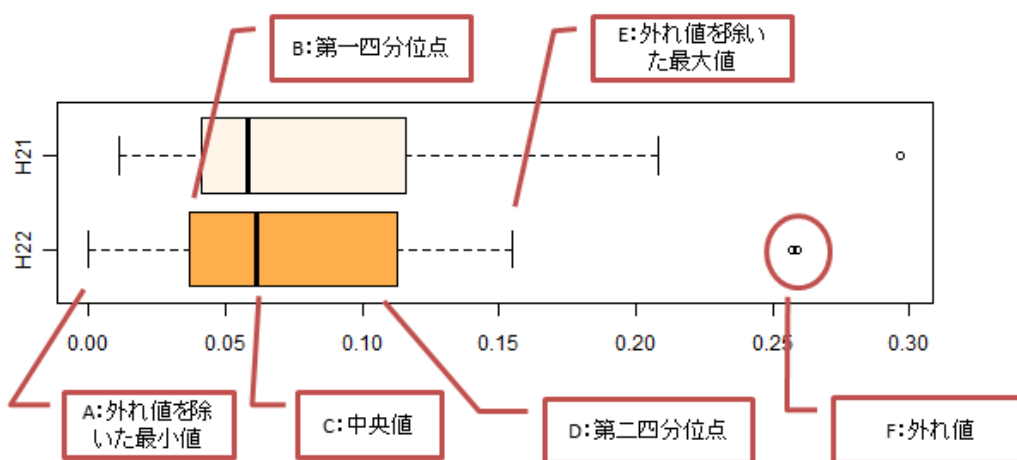 B:第一四分位点
E:外れ値を除い
た最大値
H21
H22
0.00 0.05 0.10 0.15 0.20 0.25 0.30
A:外れ値を除
いた最小値
C:中央値
D:第二四分位点
F:外れ値